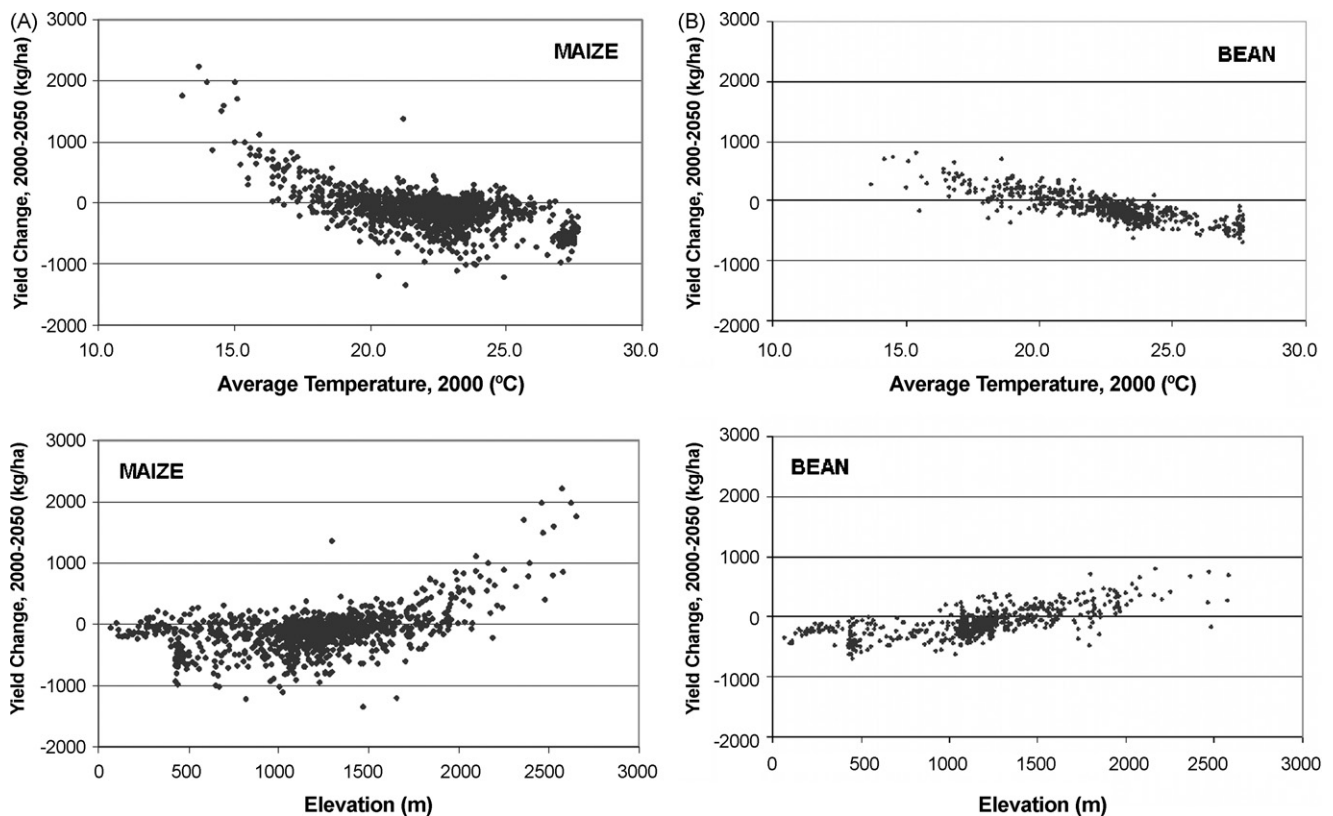 (A)
MAIZE
Yield Change, 2000-2050 (kg/ha)
3000
2000
1000
0
-1000
-2000
10.0 15.0 20.0 25.0 30.0
Average Temperature, 2000 (ºC)
(B)
BEAN
Yield Change, 2000-2050 (kg/ha)
3000
2000
1000
0
-1000
-2000
10.0 15.0 20.0 25.0 30.0
Average Temperature, 2000 (ºC)
MAIZE
Yield Change, 2000-2050 (kg/ha)
3000
2000
1000
0
-1000
-2000
0 500 1000 1500 2000 2500 3000
Elevation (m)
BEAN
Yield Change, 2000-2050 (kg/ha)
3000
2000
1000
0
-1000
-2000
0 500 1000 1500 2000 2500 3000
Elevation (m)